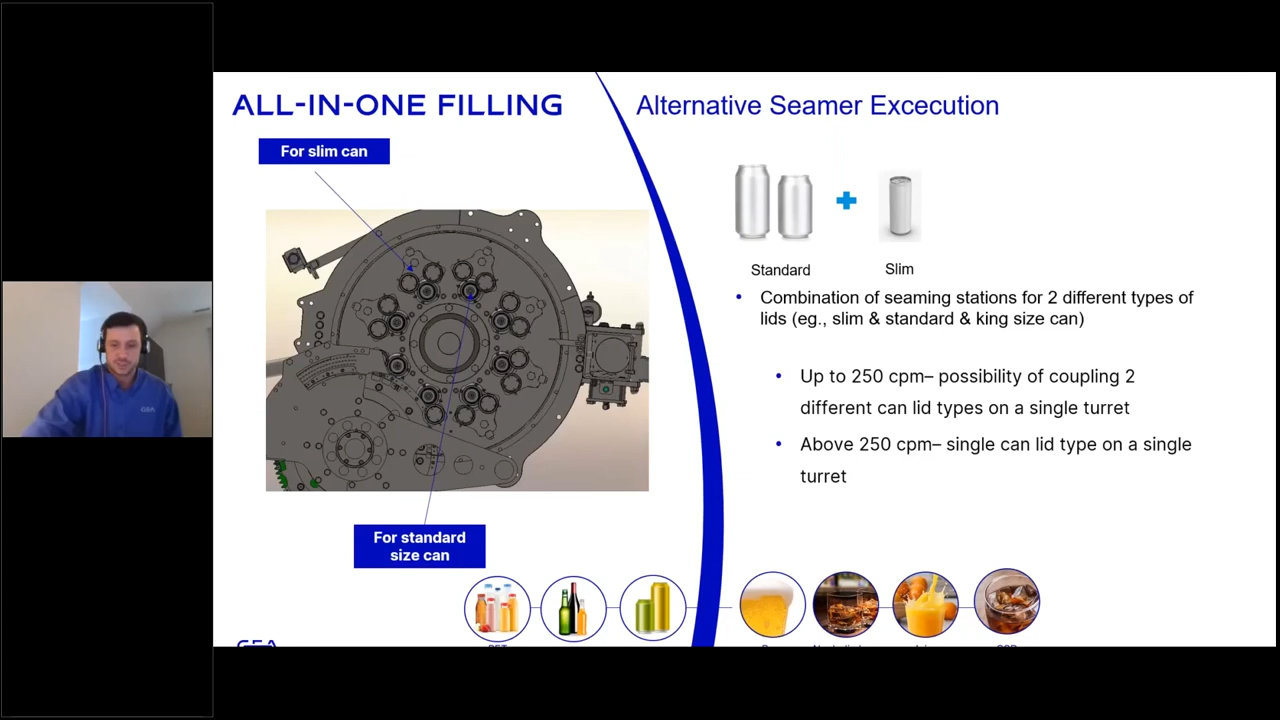 ALL-IN-ONE FILLING
Alternative Seamer Excecution
For slim can
Standard
Slim
• Combination of seaming stations for 2 different types of
lids (eg., slim & standard & king size can)
• Up to 250 cpm– possibility of coupling 2
different can lid types on a single turret
• Above 250 cpm– single can lid type on a single
turret
For standard
size can
GEA
GEA